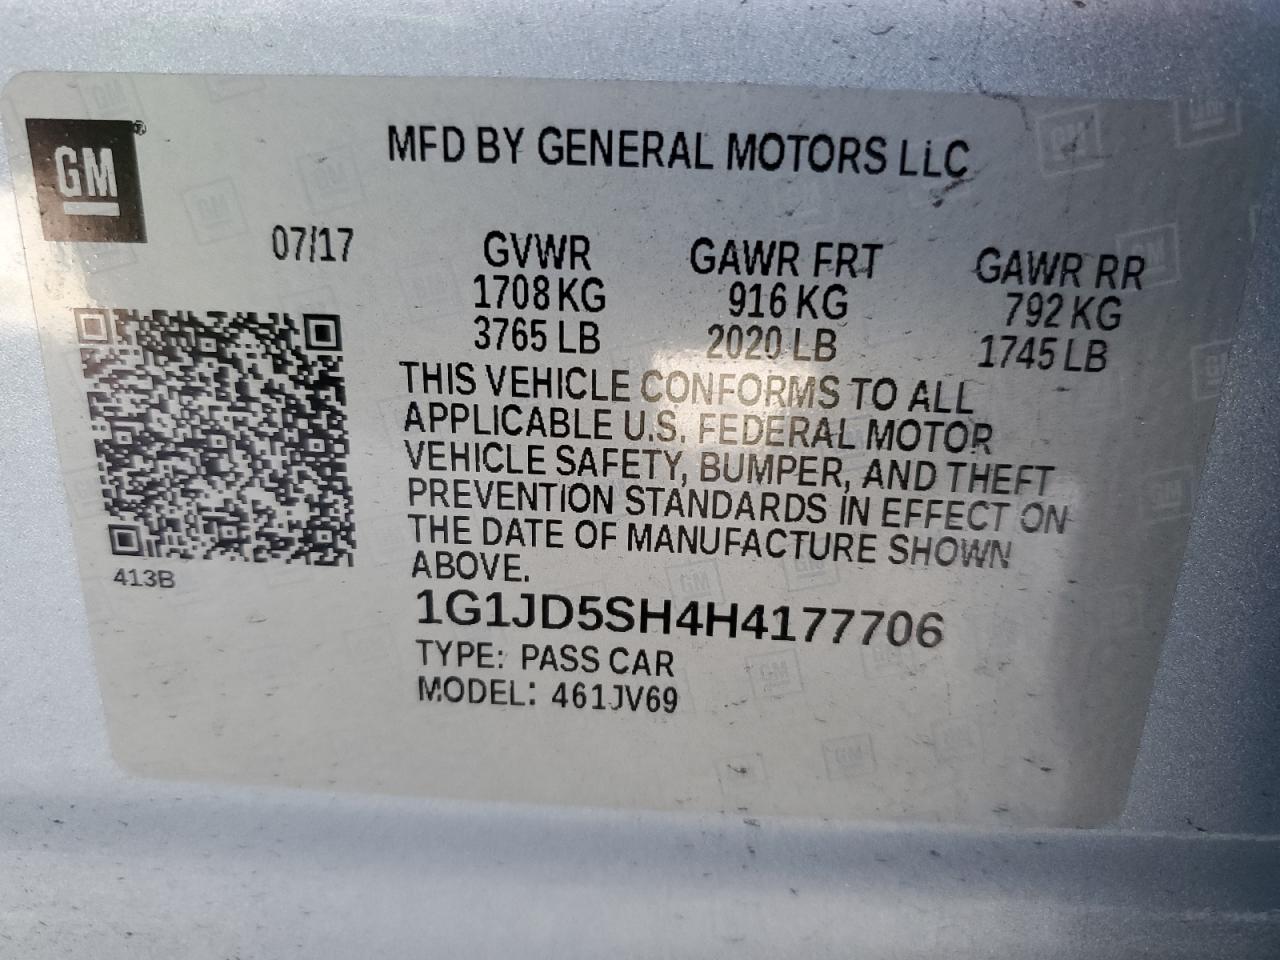 GM
MFD BY GENERAL MOTORS LLC
07/17
GVWR GAWR FRT GAWR RR
1708 KG 916 KG 792 KG
3765 LB 2020 LB 1745 LB
THIS VEHICLE CONFORMS TO ALL
APPLICABLE U.S. FEDERAL MOTOR
VEHICLE SAFETY, BUMPER, AND THEFT
PREVENTION STANDARDS IN EFFECT ON
THE DATE OF MANUFACTURE SHOWN
ABOVE.
413B
1G1JD5SH4H4177706
TYPE: PASS CAR
MODEL: 461JV69